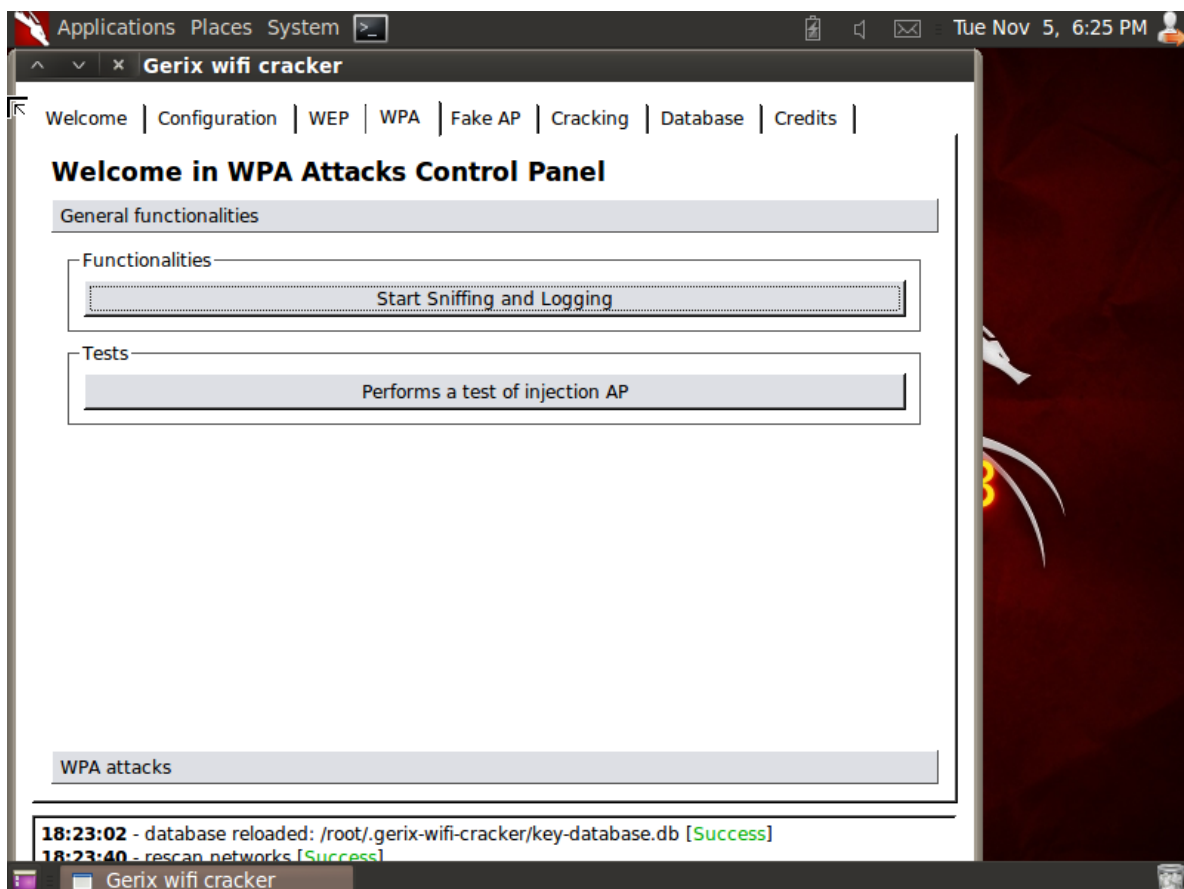 Applications Places System Tue Nov 5, 6:25 PM
Gerix wifi cracker
Welcome Configuration WEP WPA Fake AP Cracking Database Credits
Welcome in WPA Attacks Control Panel
General functionalities
Functionalities
Start Sniffing and Logging
Tests
Performs a test of injection AP
3
WPA attacks
18:23:02 - database reloaded: /root/.gerix-wifi-cracker/key-database.db [Success]
18:23:40 - rescan networks [Success]
Gerix wifi cracker